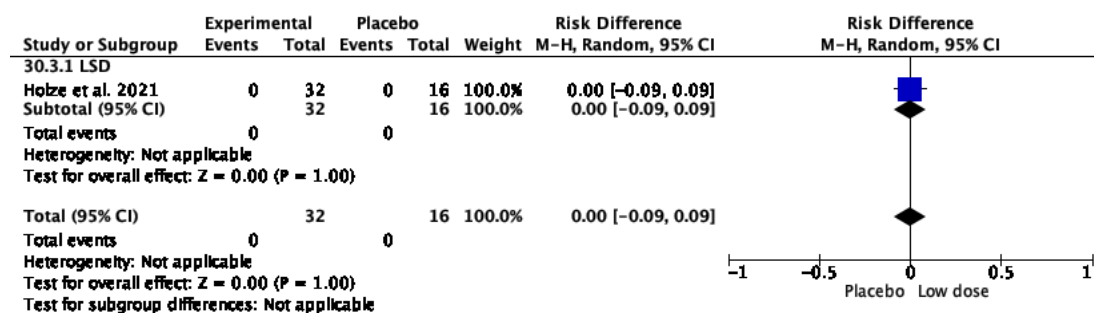 Experimental Placebo Risk Difference Risk Difference
Study or Subgroup Events Total Events Total Weight M-H, Random, 95% CI M-H, Random, 95% CI
30.3.1 LSD
Holze et al. 2021 0 32 0 16 100.0% 0.00 [-0.09, 0.09]
Subtotal (95% CI) 32 16 100.0% 0.00 [-0.09, 0.09]
Total events 0 0
Heterogeneity: Not applicable
Test for overall effect: Z = 0.00 (P = 1.00)
Total (95% CI) 32 16 100.0% 0.00 [-0.09, 0.09]
Total events 0 0
Heterogeneity: Not applicable
Test for overall effect: Z = 0.00 (P = 1.00)
Test for subgroup differences: Not applicable
-1 -0.5 0 0.5 1
Placebo Low dose